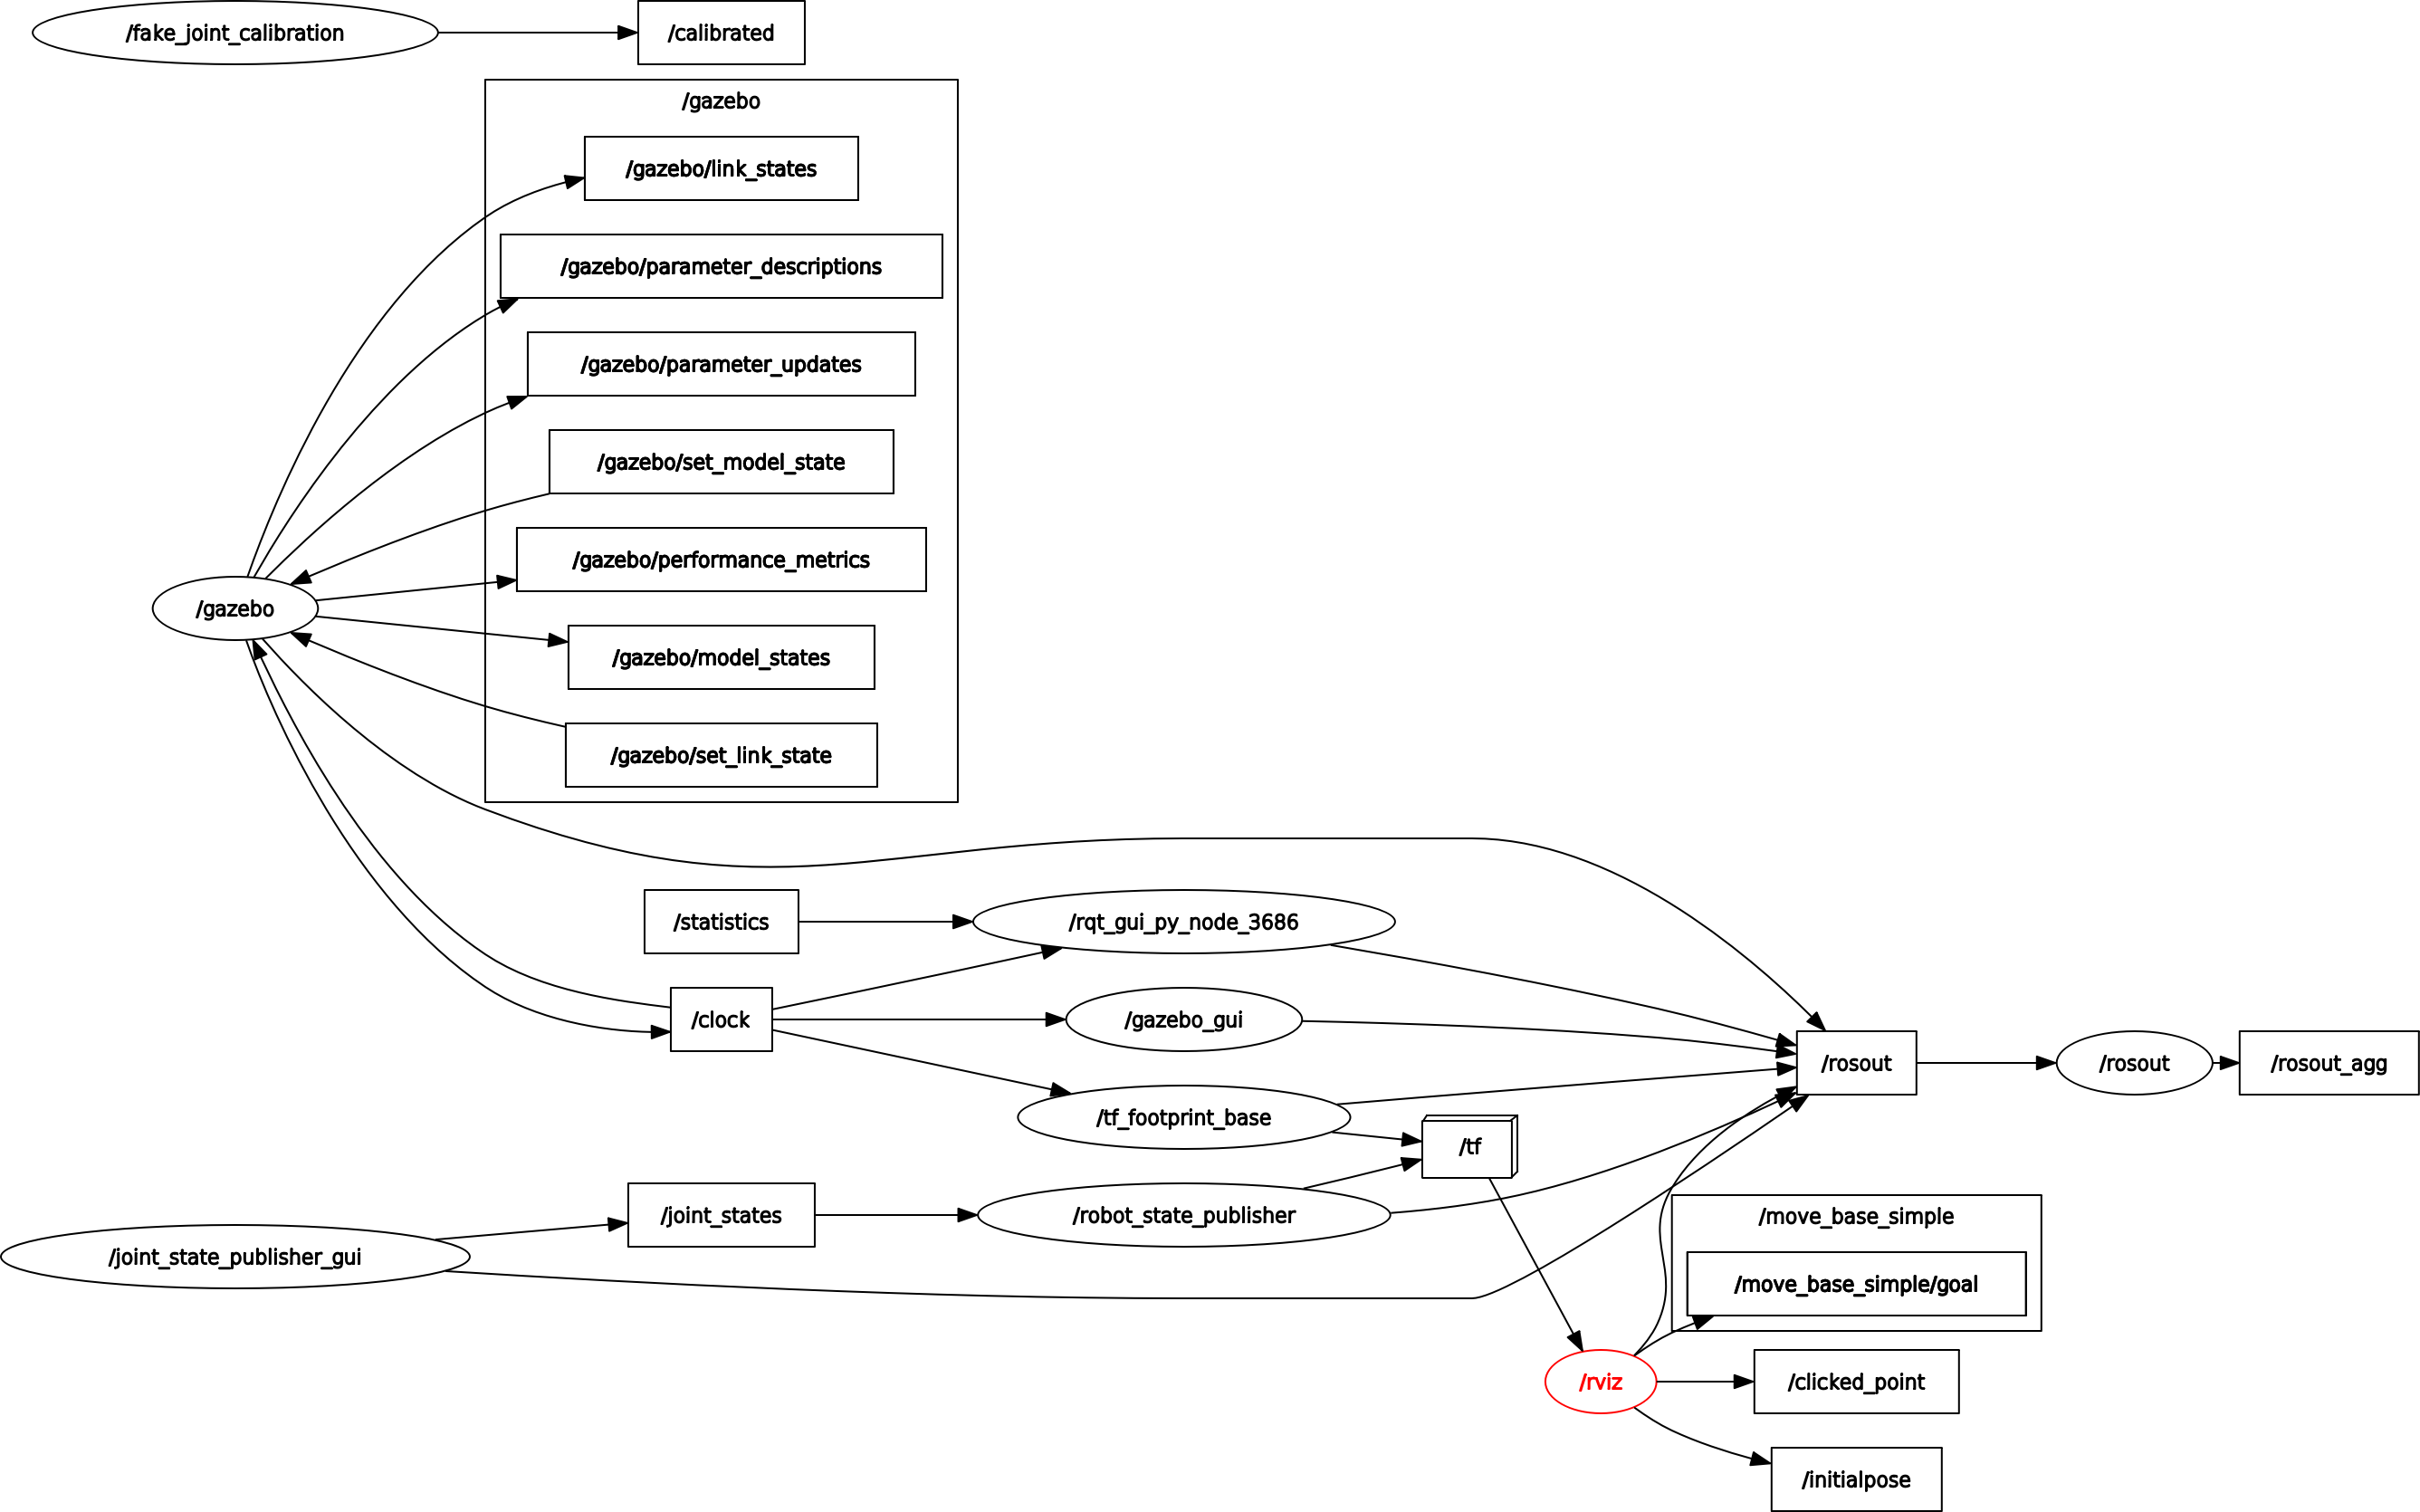 /fake_joint_calibration
/calibrated
/gazebo
/gazebo/link_states
/gazebo/parameter_descriptions
/gazebo/parameter_updates
/gazebo/set_model_state
/gazebo/performance_metrics
/gazebo
/gazebo/model_states
/gazebo/set_link_state
/statistics
/rqt_gui_py_node_3686
/clock
/gazebo_gui
/rosout
/rosout
/rosout_agg
/tf_footprint_base
/tf
/joint_states
/robot_state_publisher
/move_base_simple
/joint_state_publisher_gui
/move_base_simple/goal
/rviz
/clicked_point
/initialpose